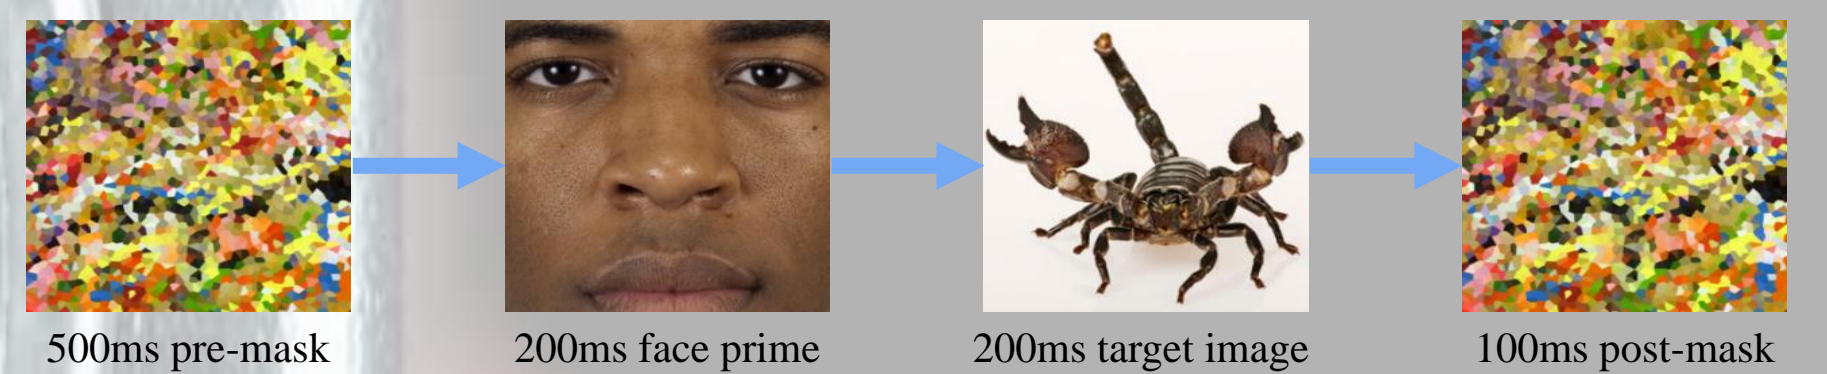 500ms pre-mask
200ms face prime
200ms target image
100ms post-mask